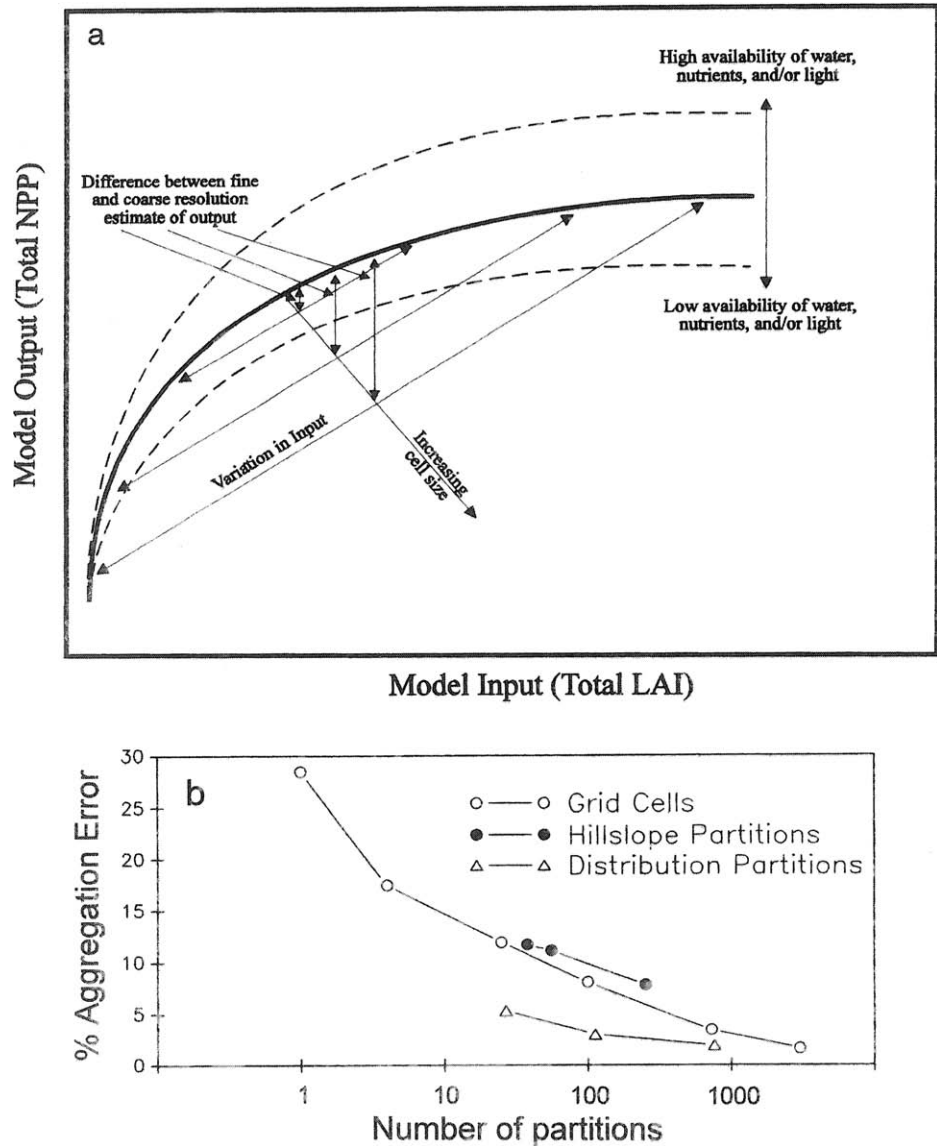 a
High availability of water,
nutrients, and/or light
Difference between fine
and coarse resolution
estimate of output
Low availability of water,
nutrients, and/or light
Variation in Input
Increasing
cell size
Model Output (Total NPP)
Model Input (Total LAI)
b
Grid Cells
Hillslope Partitions
Distribution Partitions
% Aggregation Error
30
25
20
15
10
5
0
1 10 100 1000
Number of partitions